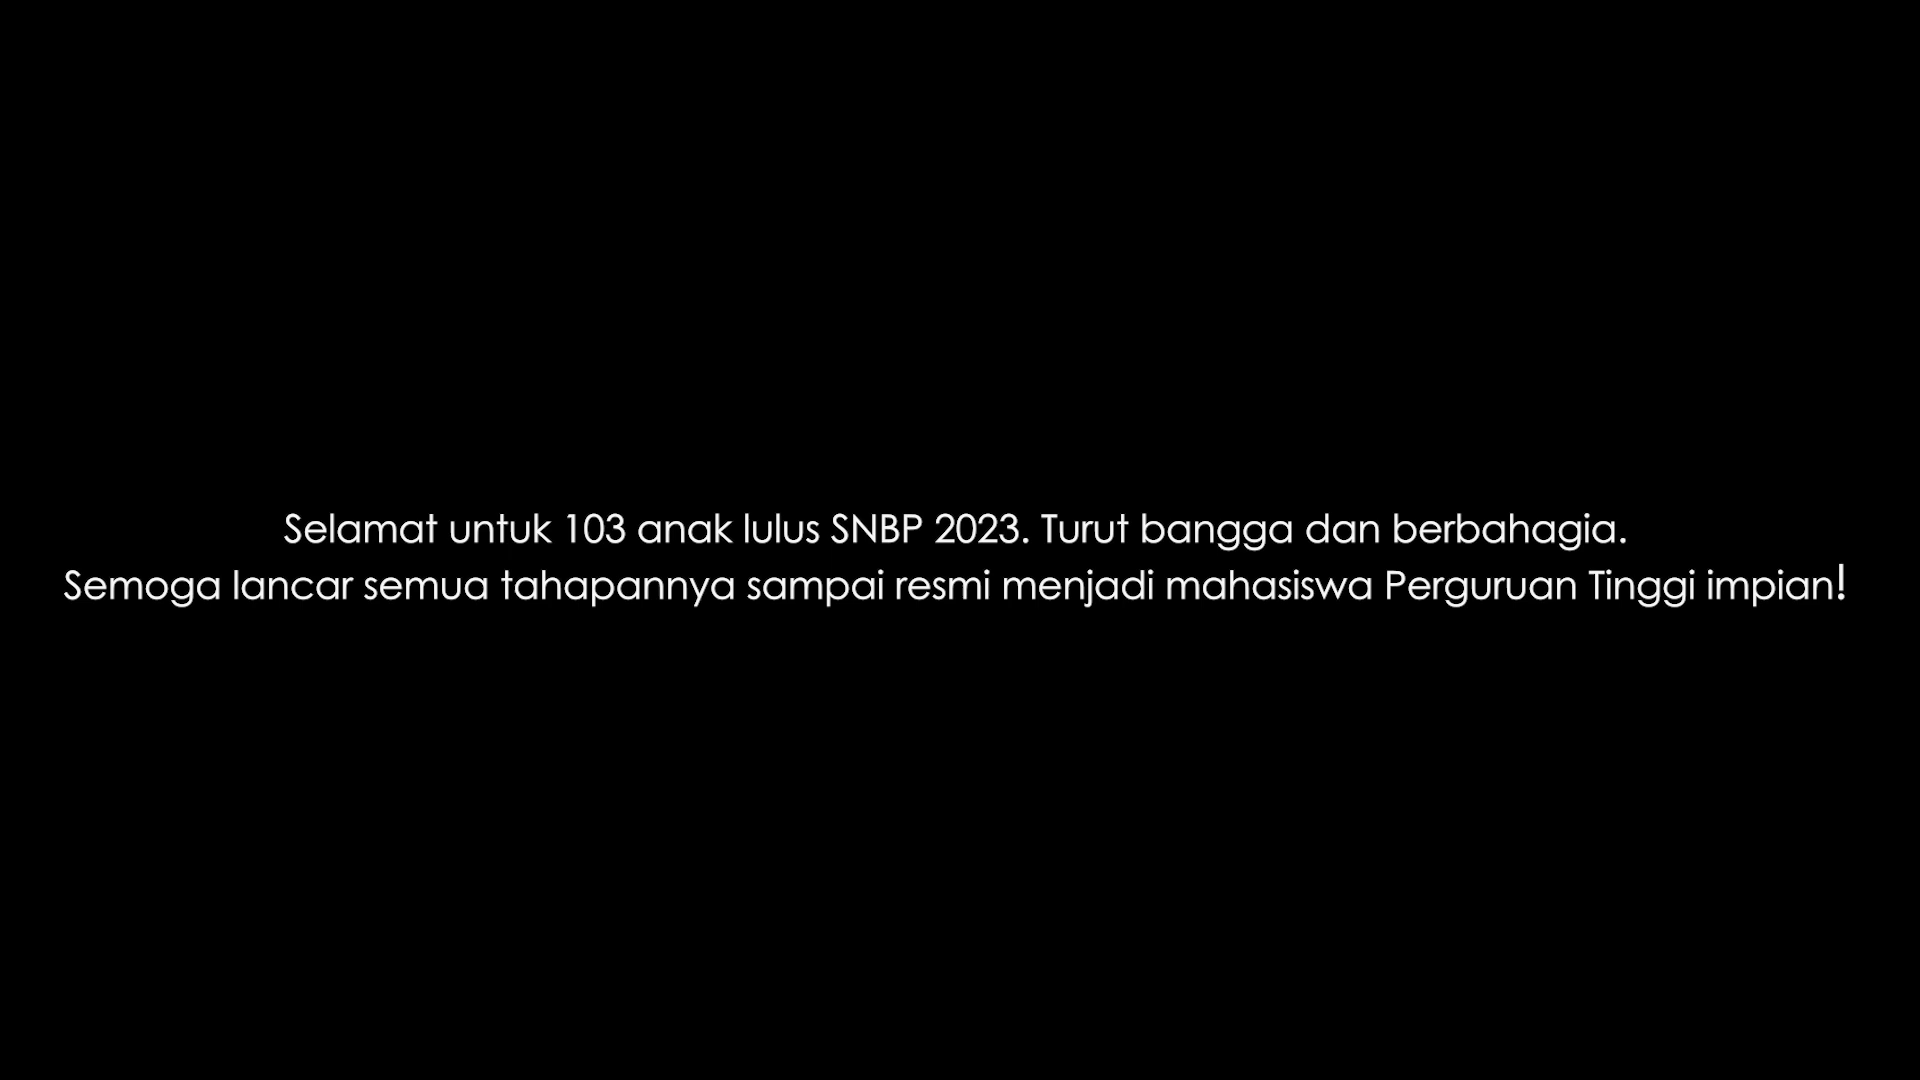 Selamat untuk 103 anak lulus SNBP 2023. Turut bangga dan berbahagia.
Semoga lancar semua tahapannya sampai resmi menjadi mahasiswa Perguruan Tinggi impian!